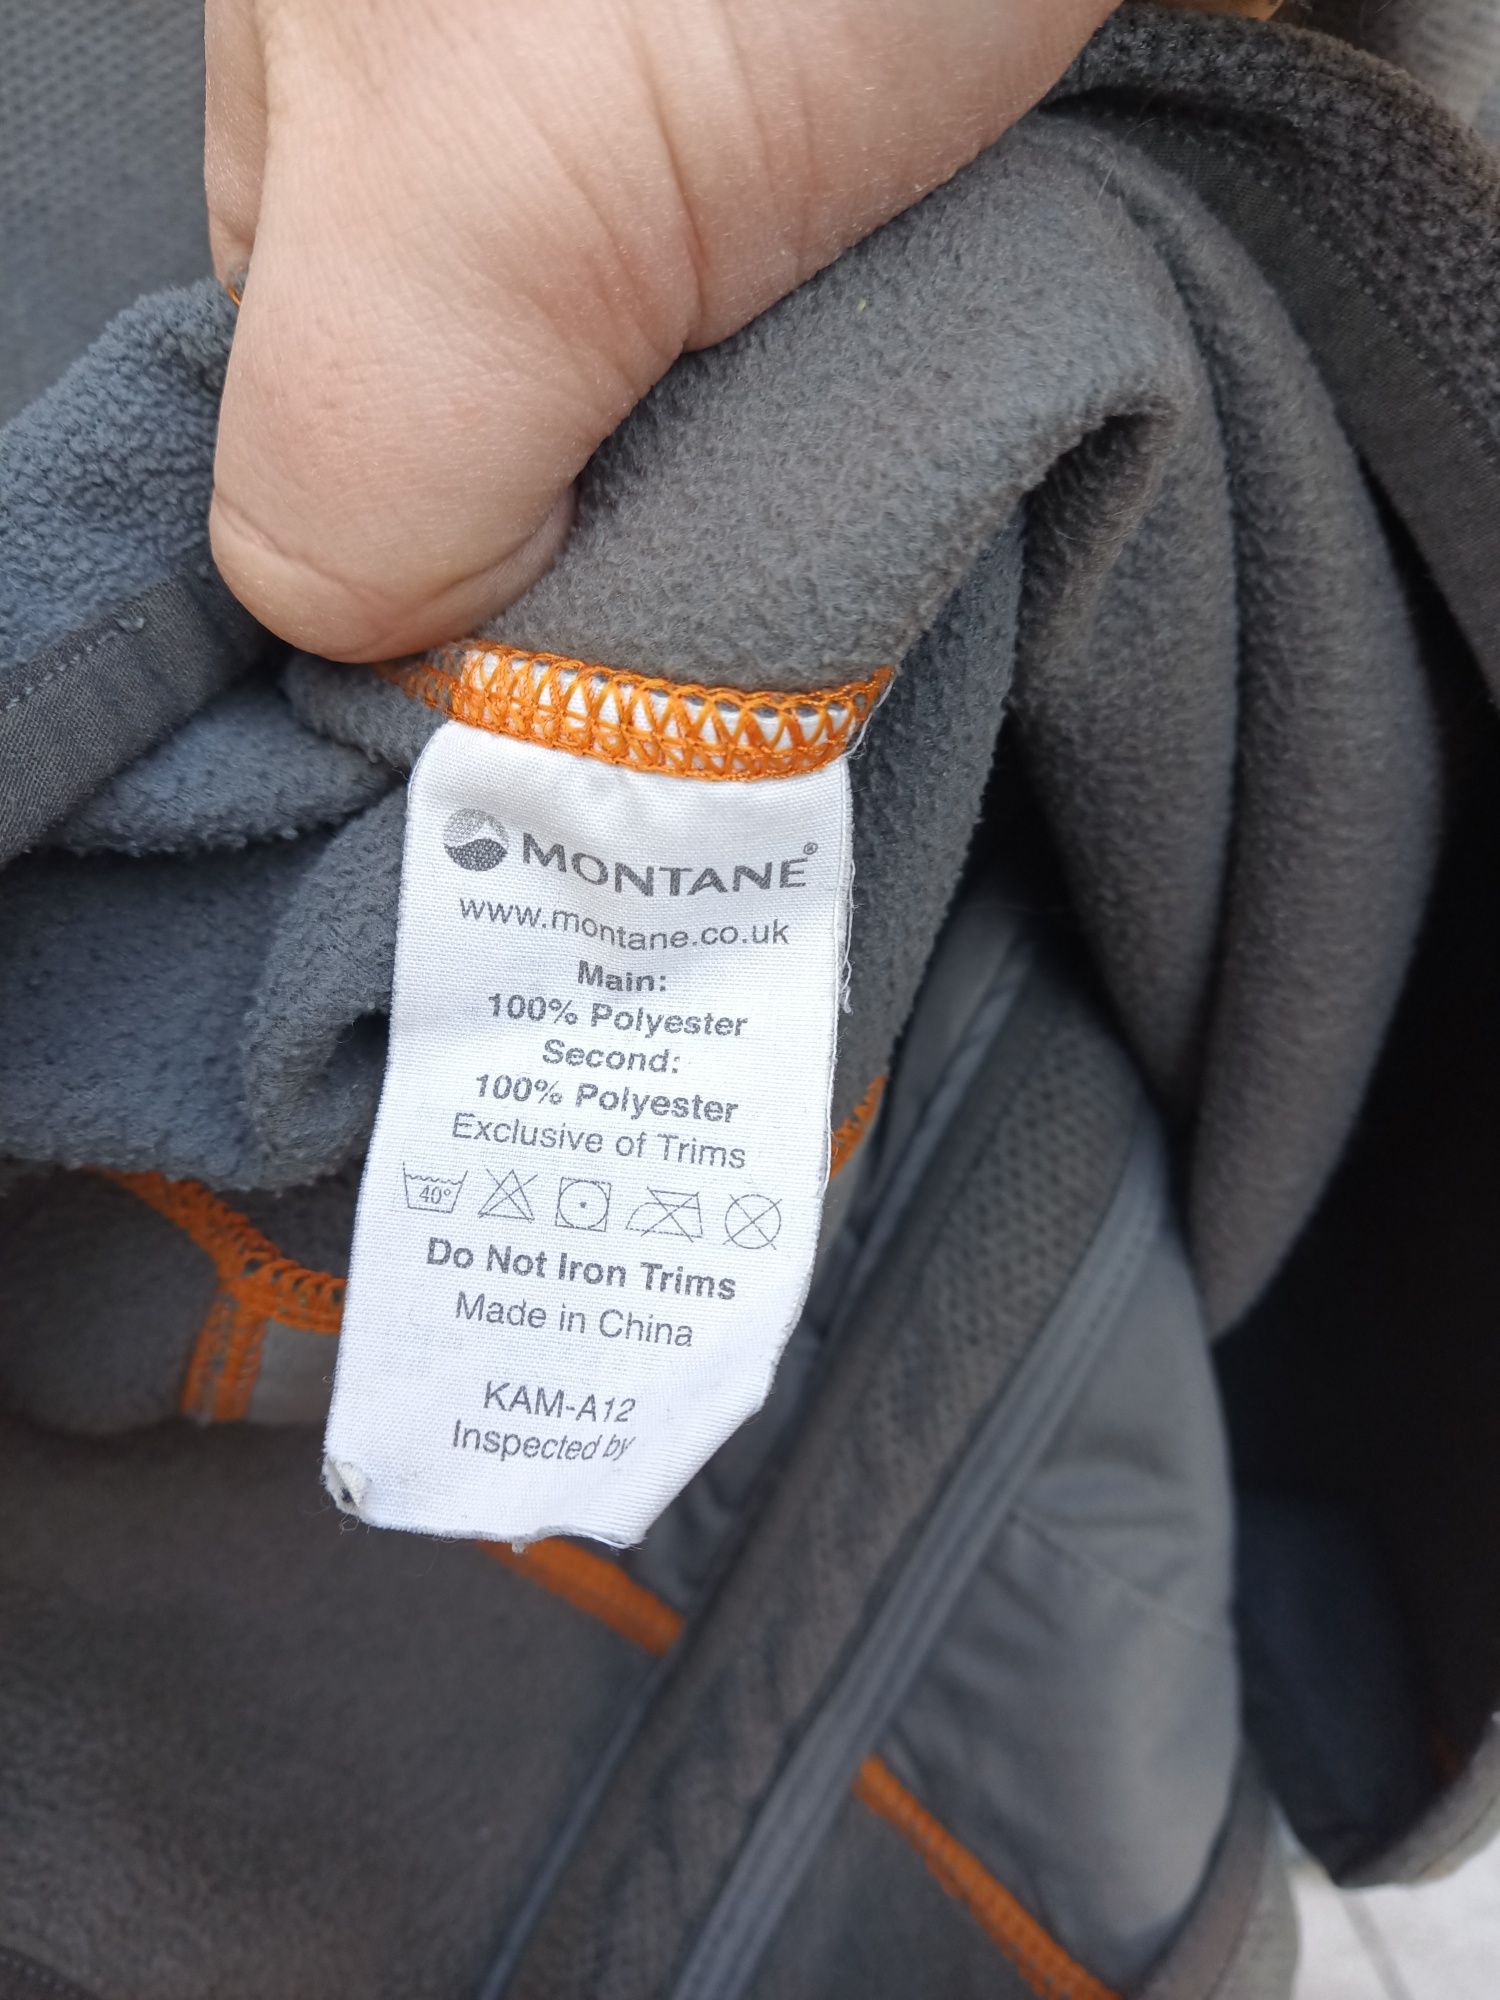 MONTANE®
www.montane.co.uk
Main:
100% Polyester
Second:
100% Polyester
Exclusive of Trims
40°
Do Not Iron Trims
Made in China
KAM-A12
Inspected by